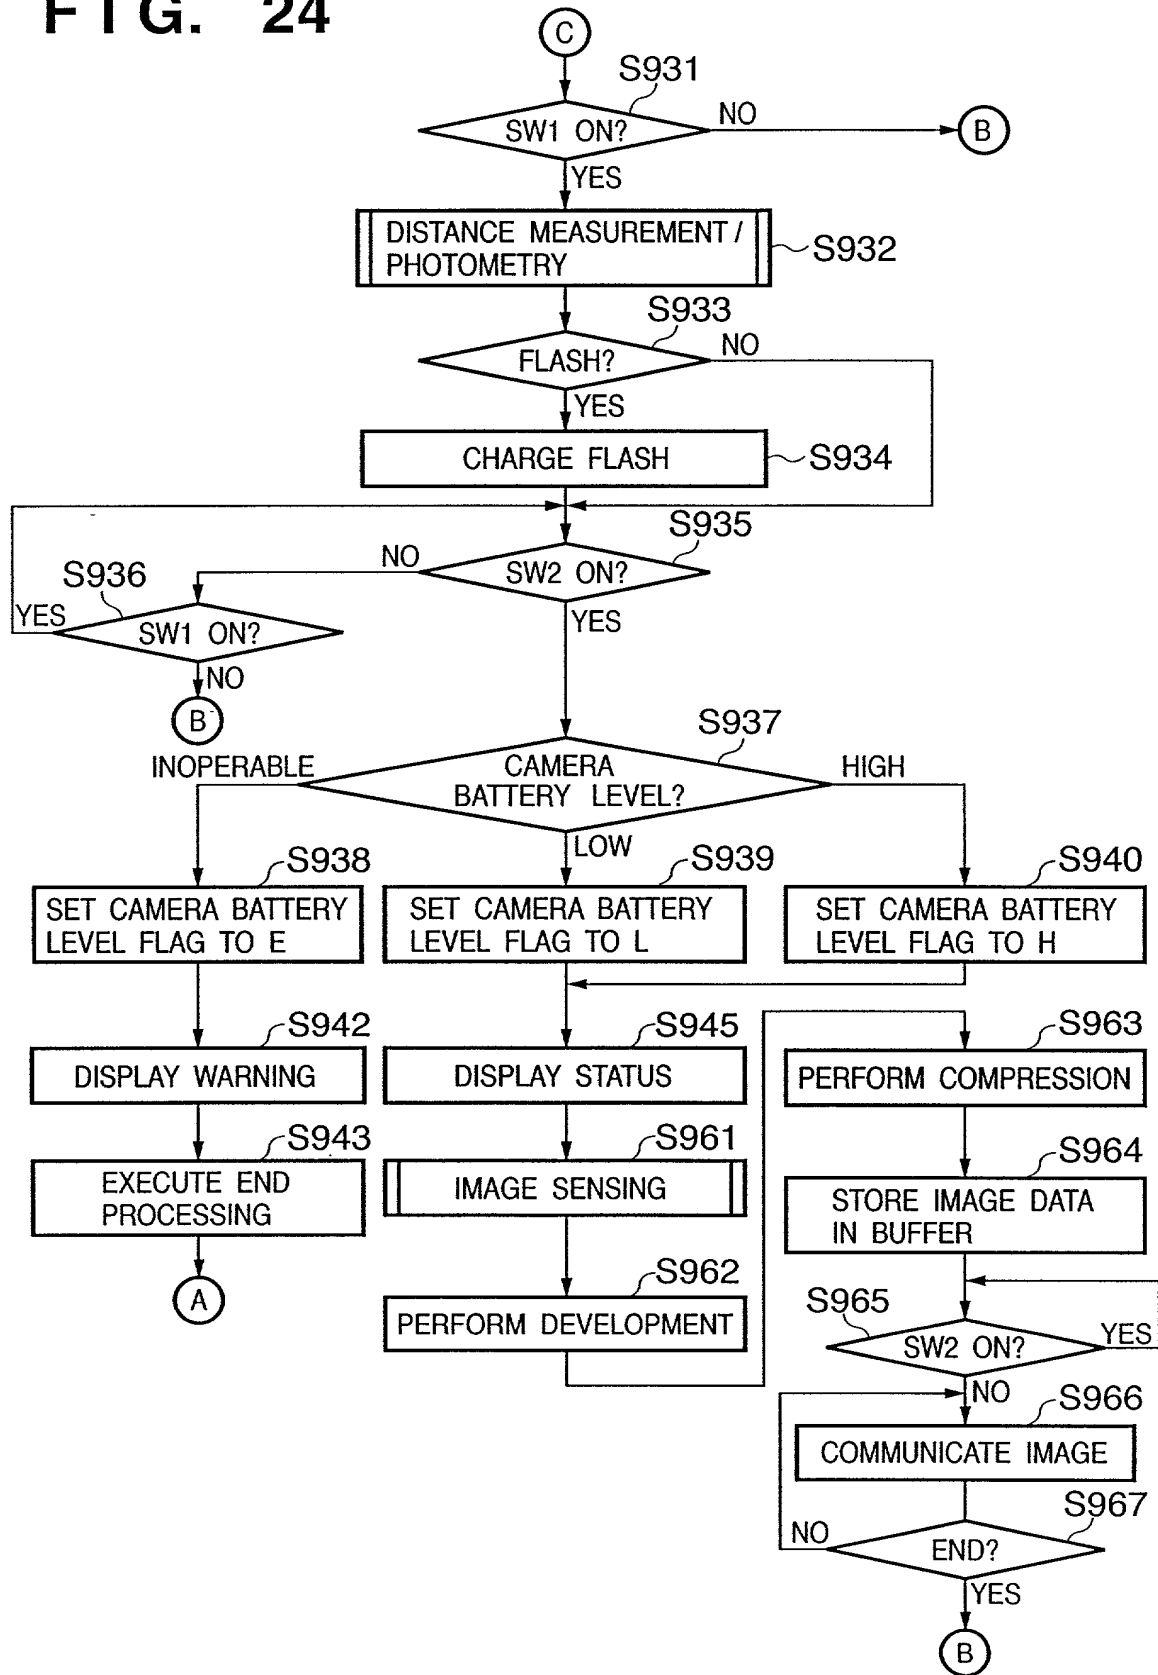 FIG. 24
C
S931
SW1 ON?
NO
B
YES
DISTANCE MEASUREMENT /
PHOTOMETRY
S932
S933
FLASH?
NO
YES
CHARGE FLASH
S934
S935
SW2 ON?
NO
YES
S936
SW1 ON?
YES
NO
B
S937
CAMERA
BATTERY LEVEL?
INOPERABLE
LOW
HIGH
S938
SET CAMERA BATTERY
LEVEL FLAG TO E
S939
SET CAMERA BATTERY
LEVEL FLAG TO L
S940
SET CAMERA BATTERY
LEVEL FLAG TO H
S942
DISPLAY WARNING
S943
EXECUTE END
PROCESSING
A
S945
DISPLAY STATUS
S961
IMAGE SENSING
S962
PERFORM DEVELOPMENT
S963
PERFORM COMPRESSION
S964
STORE IMAGE DATA
IN BUFFER
S965
SW2 ON?
YES
NO
S966
COMMUNICATE IMAGE
S967
END?
NO
YES
B